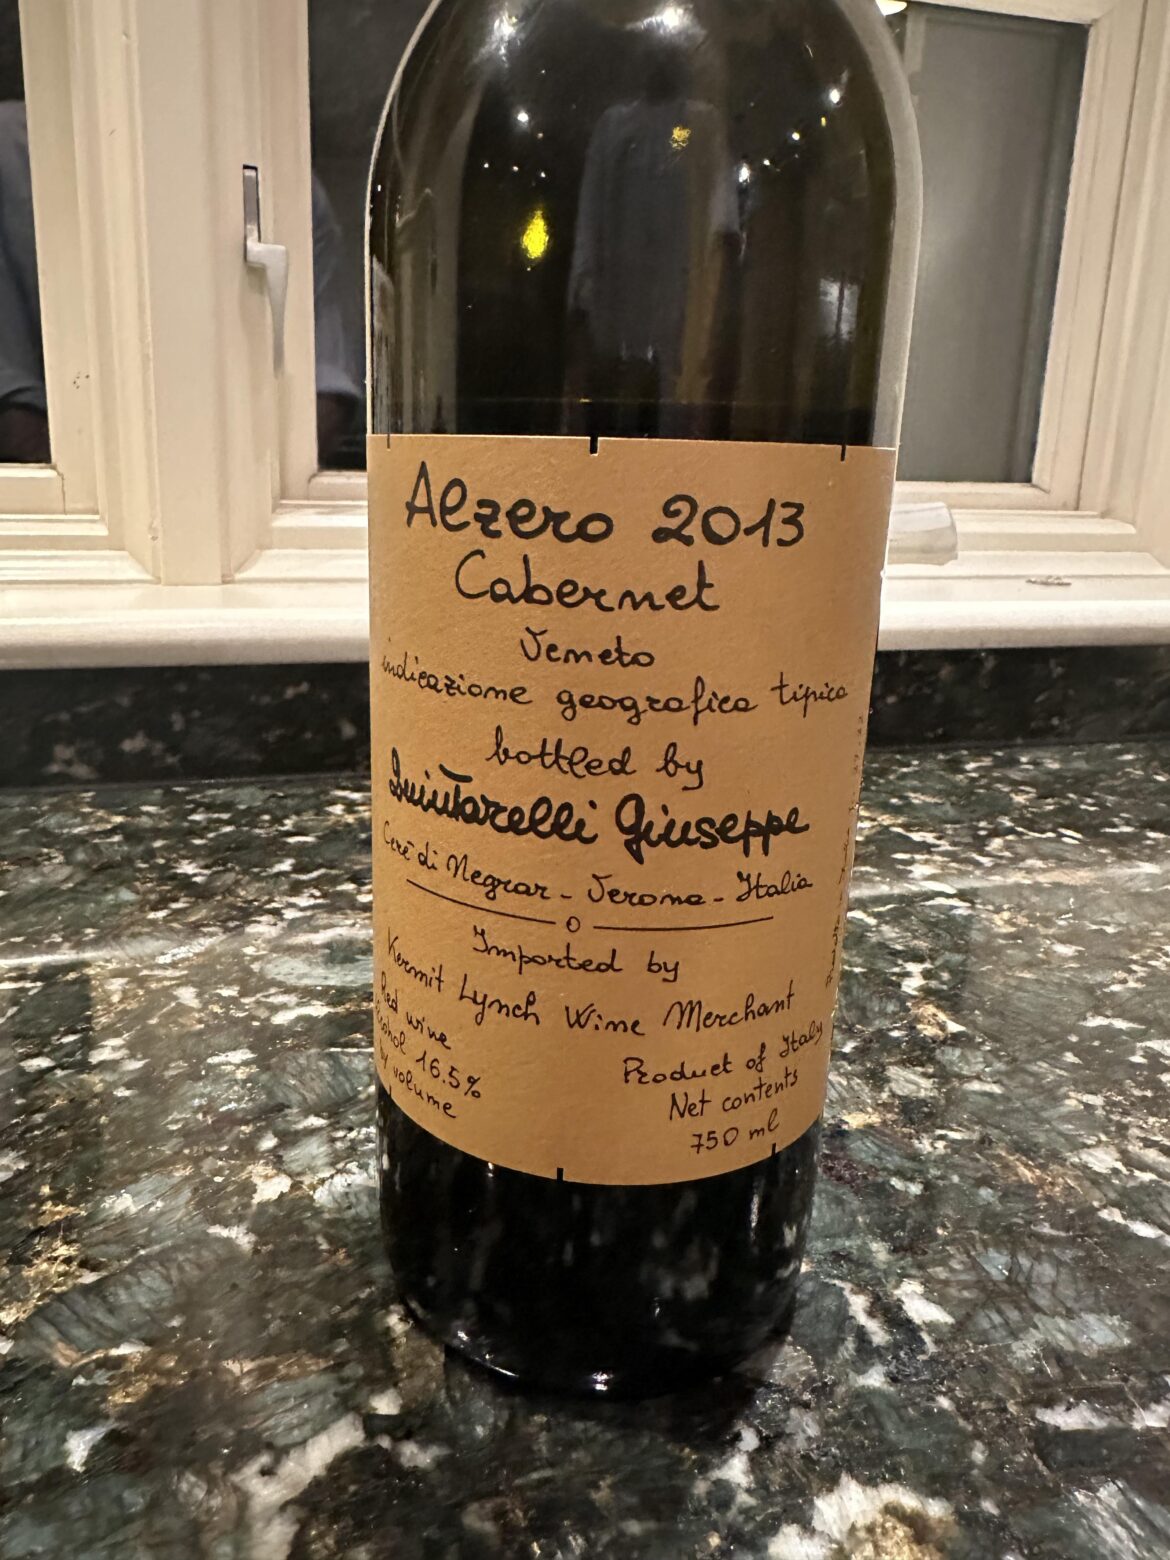 Alzero 2013
Cabernet
Veneto
indicazione geografica tipica
bottled by
Quintarelli Giuseppe
Cerè di Negrar - Verona - Italia
Imported by
Kermit Lynch Wine Merchant
Red wine
alcohol 16.5%
by volume
Product of Italy
Net contents
750 ml